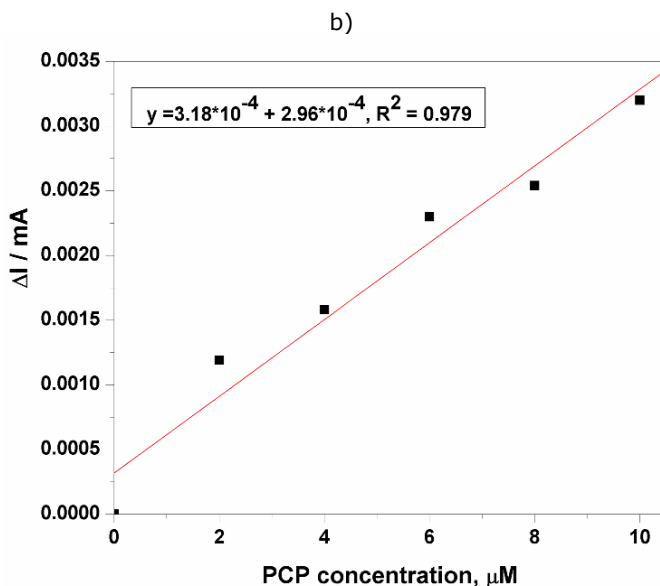 b)
0.0035
y =3.18*10^-4 + 2.96*10^-4, R^2 = 0.979
0.0030
0.0025
0.0020
0.0015
0.0010
0.0005
0.0000
ΔI / mA
0 2 4 6 8 10
PCP concentration, μM